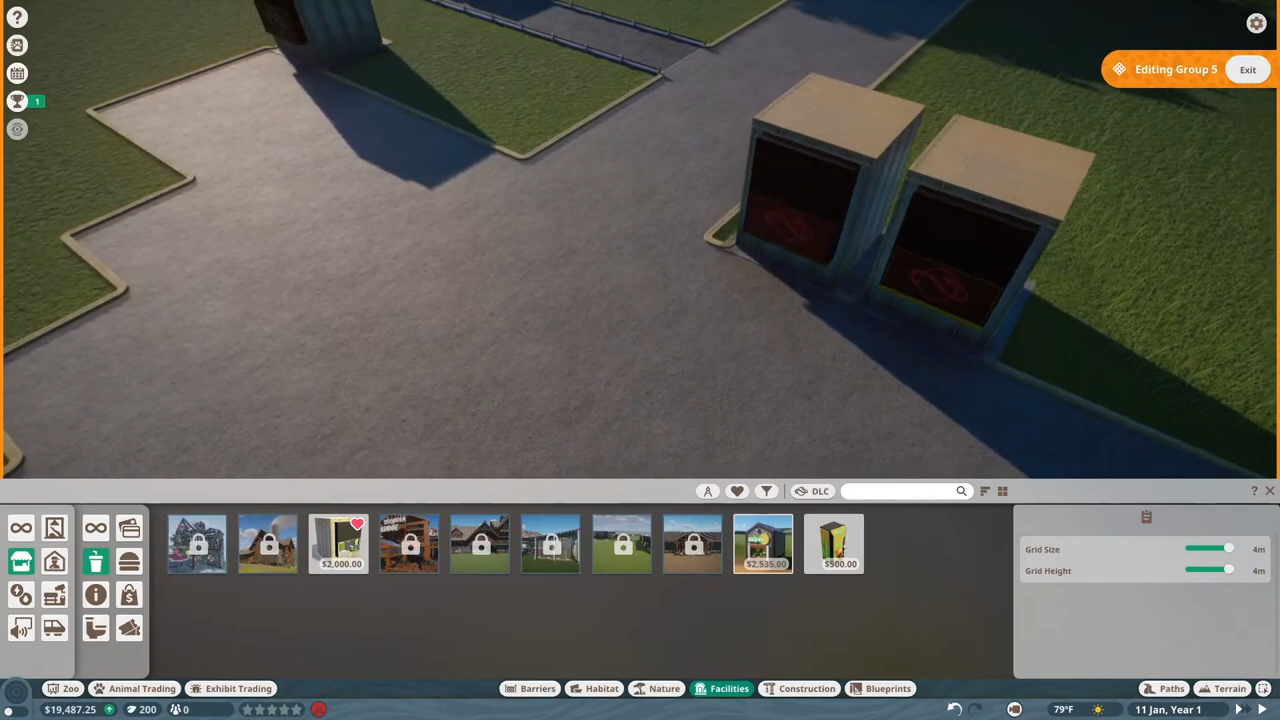 ?
1
Editing Group 5
Exit
DLC
?
$2,000.00
$2,535.00
$500.00
Grid Size
4m
Grid Height
4m
Zoo
Animal Trading
Exhibit Trading
Barriers
Habitat
Nature
Facilities
Construction
Blueprints
Paths
Terrain
$19,487.25
200
0
79°F
11 Jan, Year 1